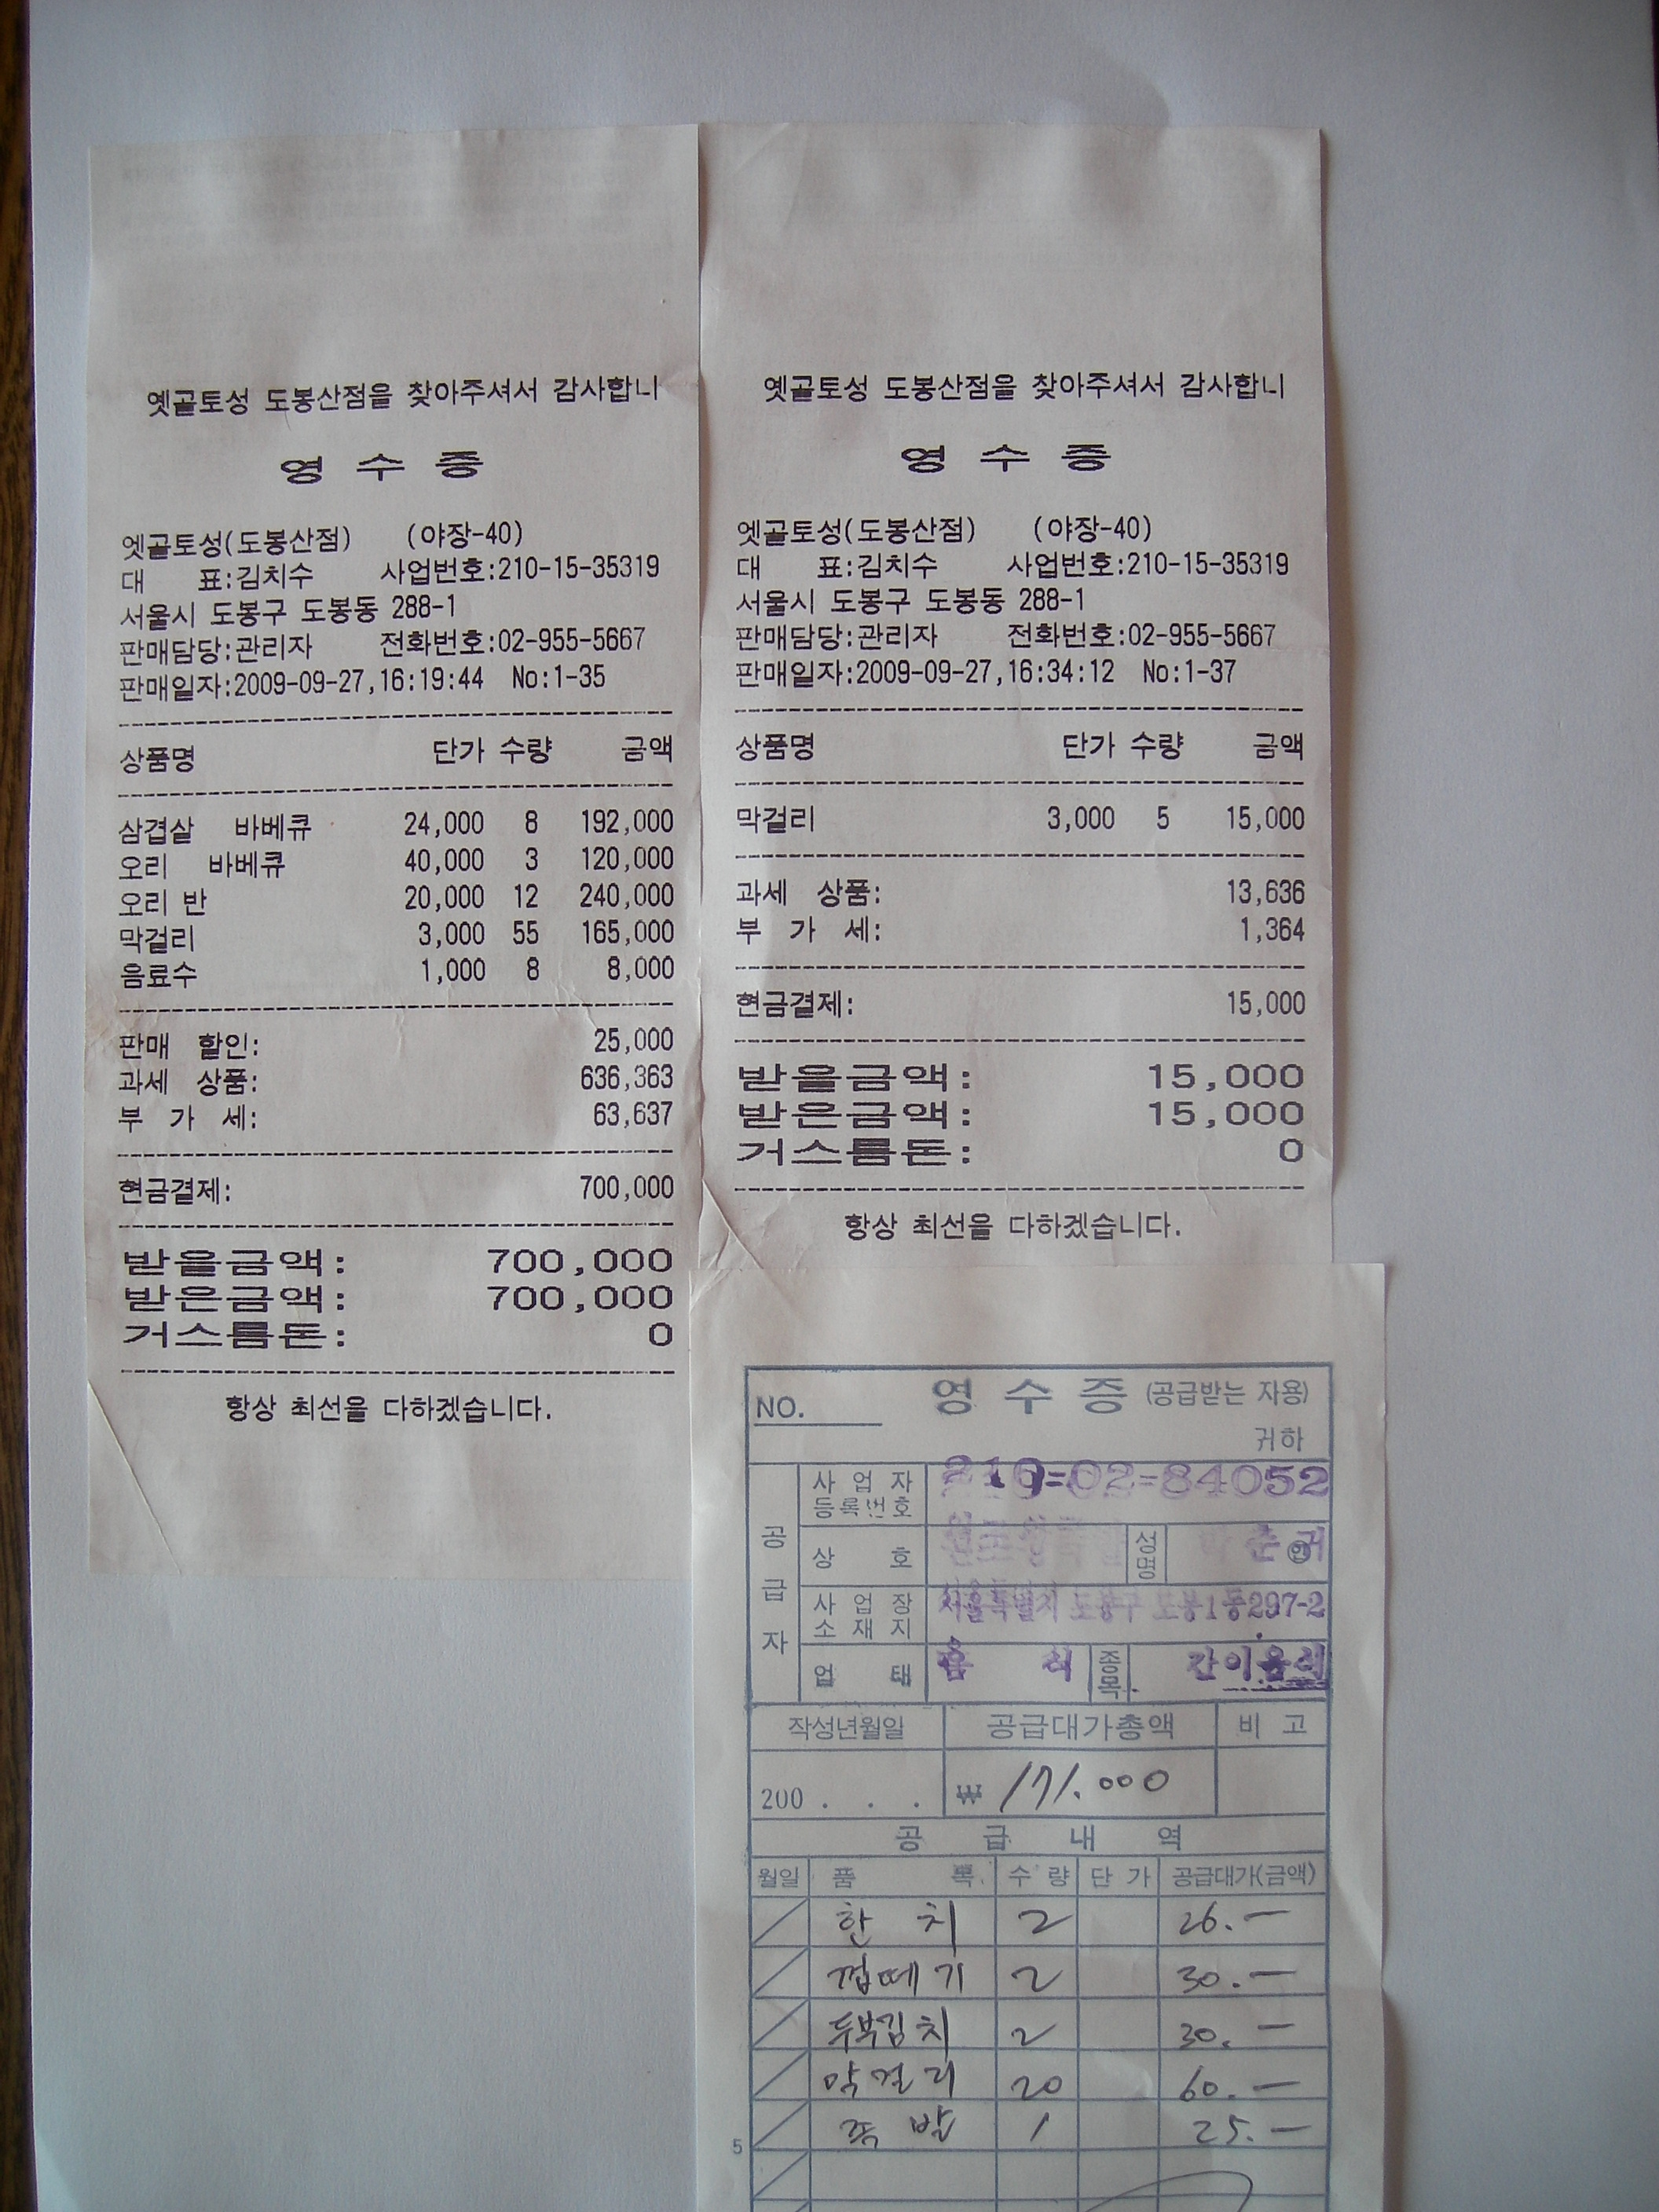 옛골토성 도봉산점을 찾아주셔서 감사합니
영 수 증
엣골토성(도봉산점) (야장-40)
대 표:김치수 사업번호:210-15-35319
서울시 도봉구 도봉동 288-1
판매담당:관리자 전화번호:02-955-5667
판매일자:2009-09-27,16:19:44 No:1-35
상품명 단가 수량 금액
삼겹살 바베큐 24,000 8 192,000
오리 바베큐 40,000 3 120,000
오리 반 20,000 12 240,000
막걸리 3,000 55 165,000
음료수 1,000 8 8,000
판매 할인: 25,000
과세 상품: 636,363
부 가 세: 63,637
현금결제: 700,000
받을금액: 700,000
받은금액: 700,000
거스름돈: 0
항상 최선을 다하겠습니다.
옛골토성 도봉산점을 찾아주셔서 감사합니
영 수 증
엣골토성(도봉산점) (야장-40)
대 표:김치수 사업번호:210-15-35319
서울시 도봉구 도봉동 288-1
판매담당:관리자 전화번호:02-955-5667
판매일자:2009-09-27,16:34:12 No:1-37
상품명 단가 수량 금액
막걸리 3,000 5 15,000
과세 상품: 13,636
부 가 세: 1,364
현금결제: 15,000
받을금액: 15,000
받은금액: 15,000
거스름돈: 0
항상 최선을 다하겠습니다.
NO. 영 수 증 (공급받는 자용)
귀하
공급자
사업자등록번호 210-02-84052
상 호 성명 인
사업장소재지 서울특별시 도봉구 도봉1동297-2
업 태 음 식 종목 간이음식
작성년월일 공급대가총액 비 고
200 . . . ₩ 171.000
공 급 내 역
월일 품 목 수 량 단 가 공급대가(금액)
한 치 2 26.-
껍떼기 2 30.-
두부김치 2 30.-
막걸리 20 60.-
족 발 1 25.-
5